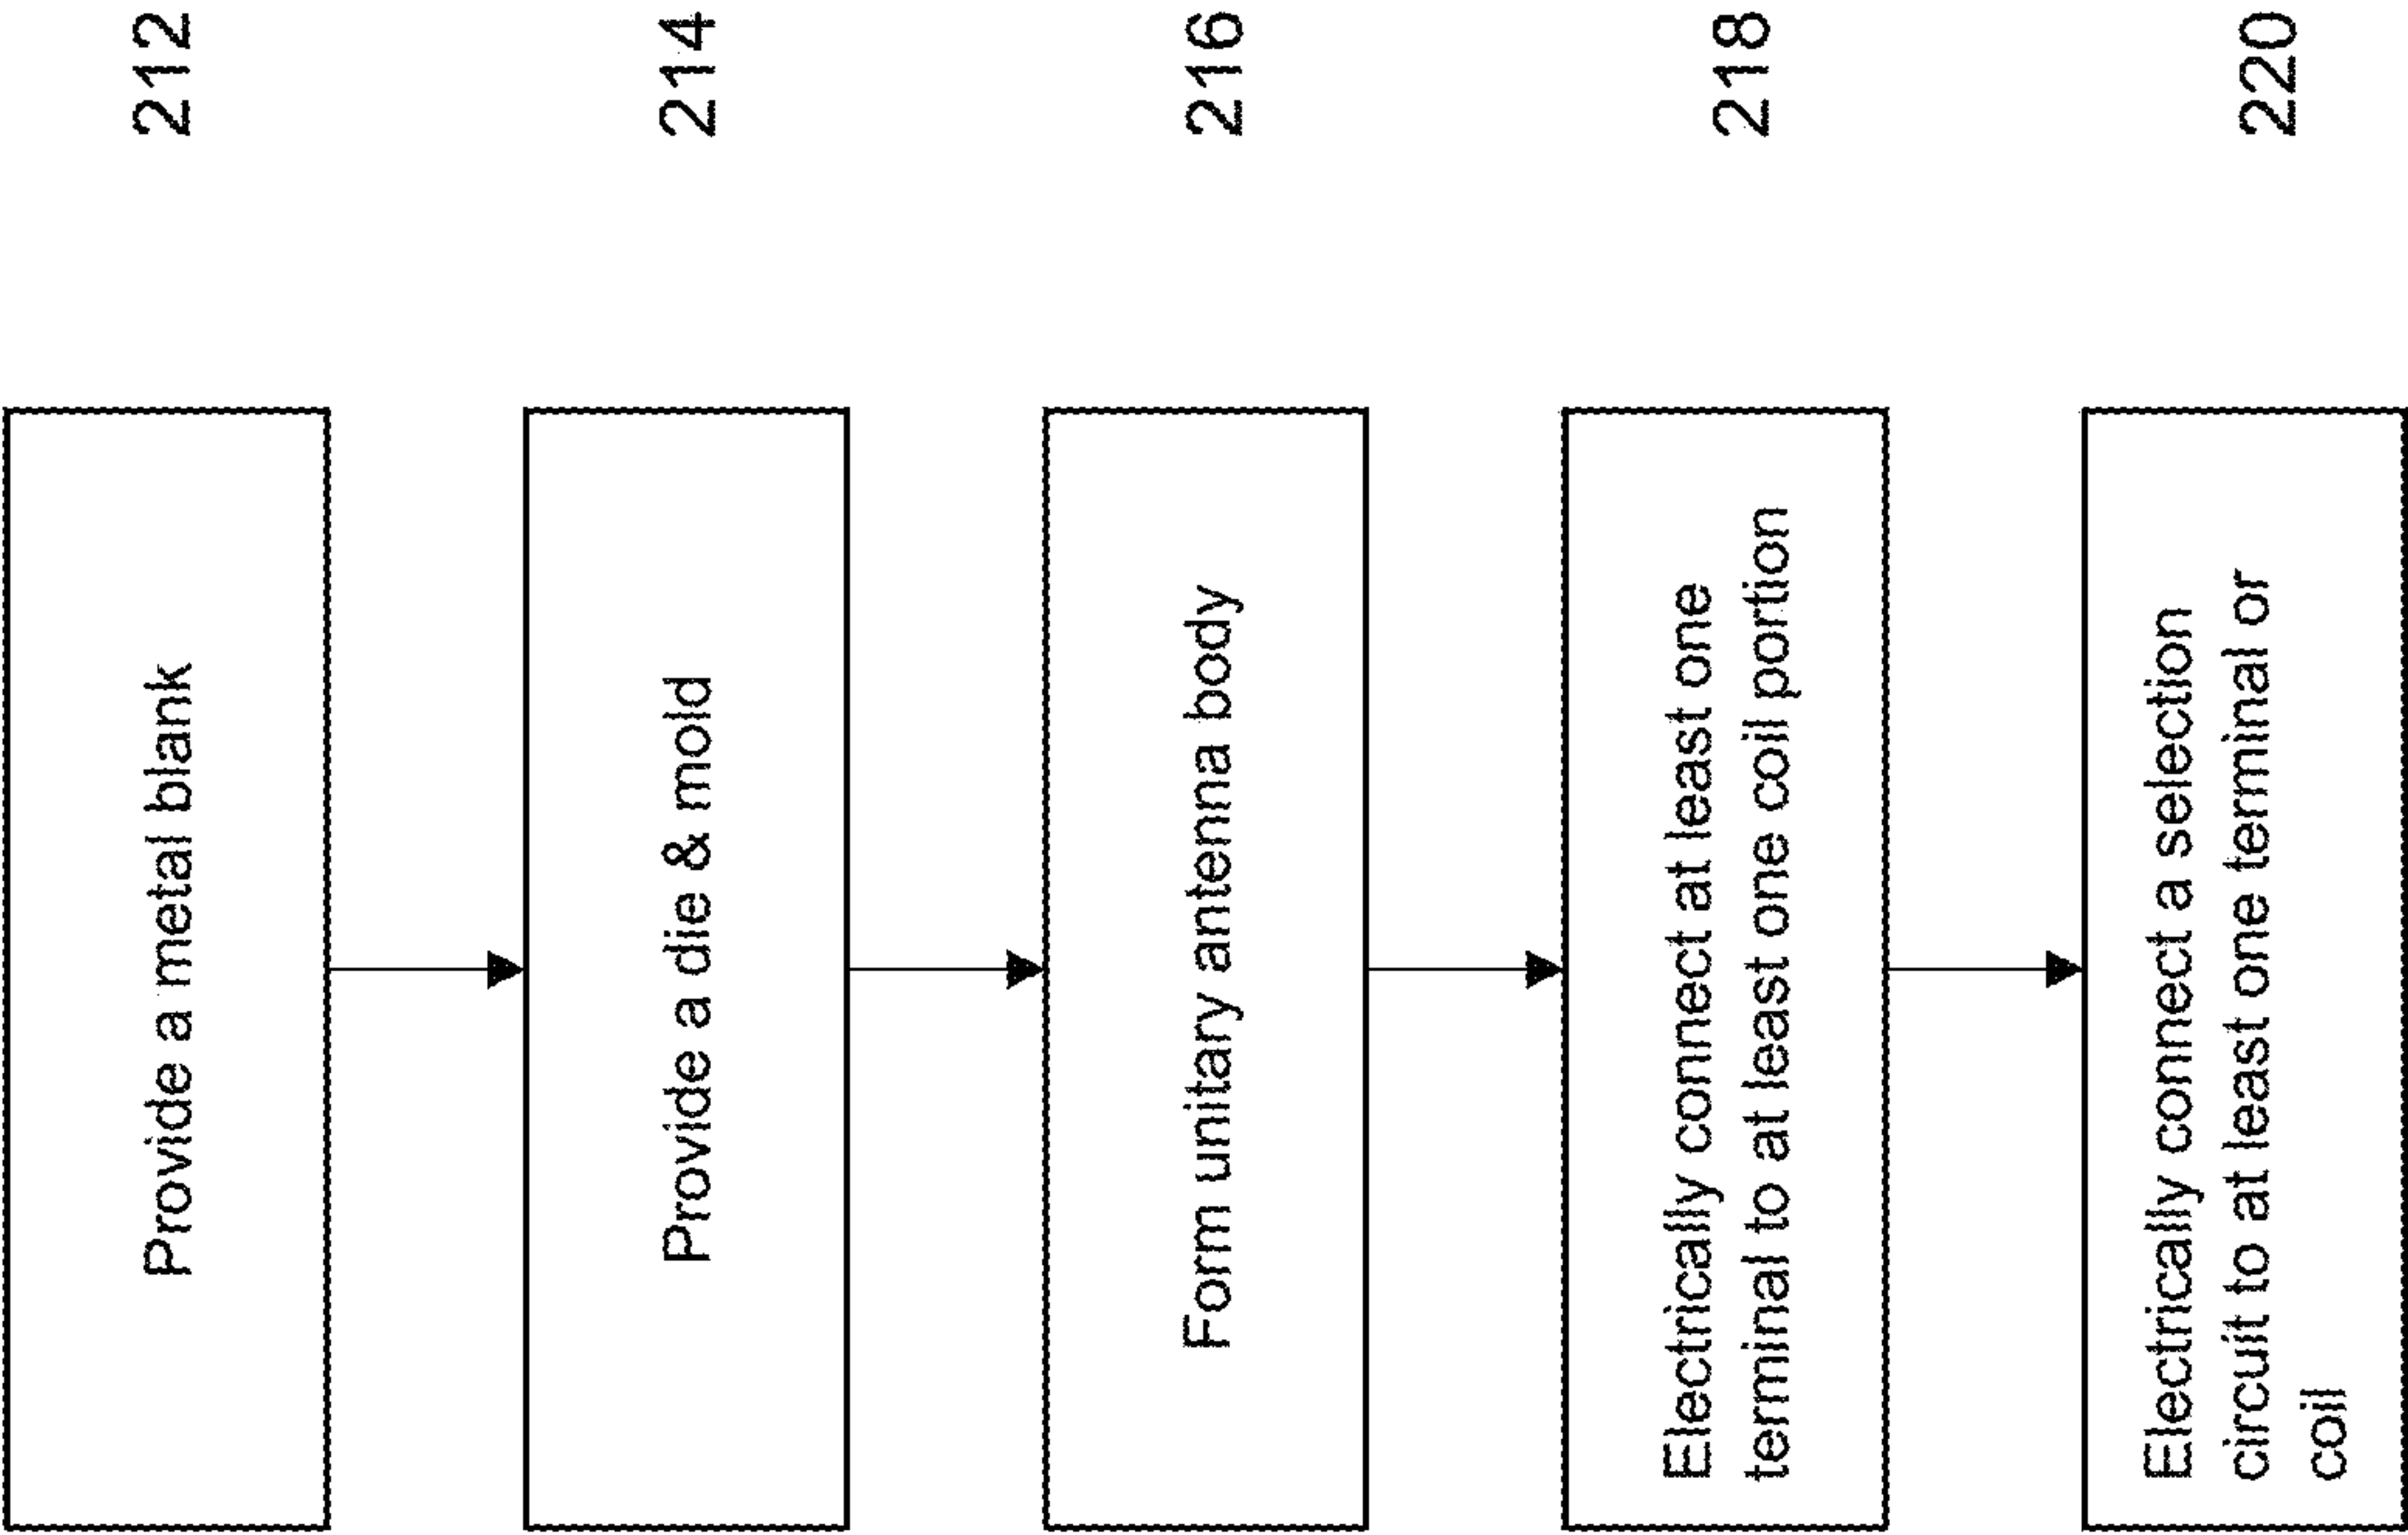 Provide a metal blank
212
Provide a die & mold
214
Form unitary antenna body
216
Electrically connect at least one
terminal to at least one coil portion
218
Electrically connect a selection
circuit to at least one terminal or
coil
220